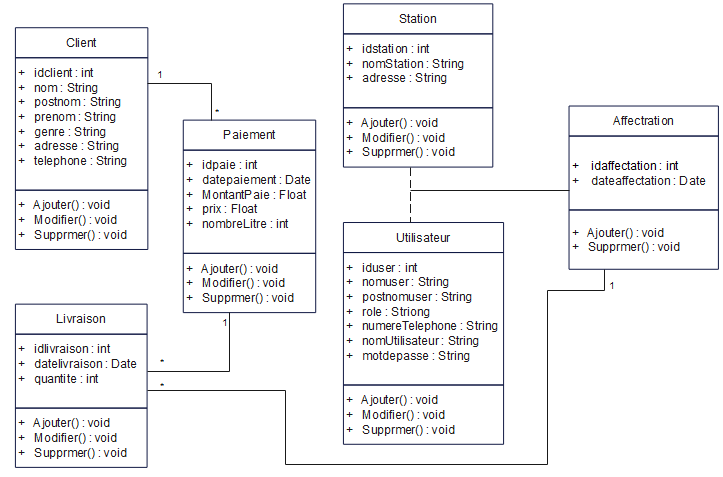 Client
+ idclient : int
+ nom : String
+ postnom : String
+ prenom : String
+ genre : String
+ adresse : String
+ telephone : String
+ Ajouter() : void
+ Modifier() : void
+ Supprmer() : void
1
*
Paiement
+ idpaie : int
+ datepaiement : Date
+ MontantPaie : Float
+ prix : Float
+ nombreLitre : int
+ Ajouter() : void
+ Modifier() : void
+ Supprmer() : void
1
*
Livraison
+ idlivraison : int
+ datelivraison : Date
+ quantite : int
+ Ajouter() : void
+ Modifier() : void
+ Supprmer() : void
*
Station
+ idstation : int
+ nomStation : String
+ adresse : String
+ Ajouter() : void
+ Modifier() : void
+ Supprmer() : void
Utilisateur
+ iduser : int
+ nomuser : String
+ postnomuser : String
+ role : Striong
+ numereTelephone : String
+ nomUtilisateur : String
+ motdepasse : String
+ Ajouter() : void
+ Modifier() : void
+ Supprmer() : void
Affectration
+ idaffectation : int
+ dateaffectation : Date
+ Ajouter() : void
+ Supprmer() : void
1